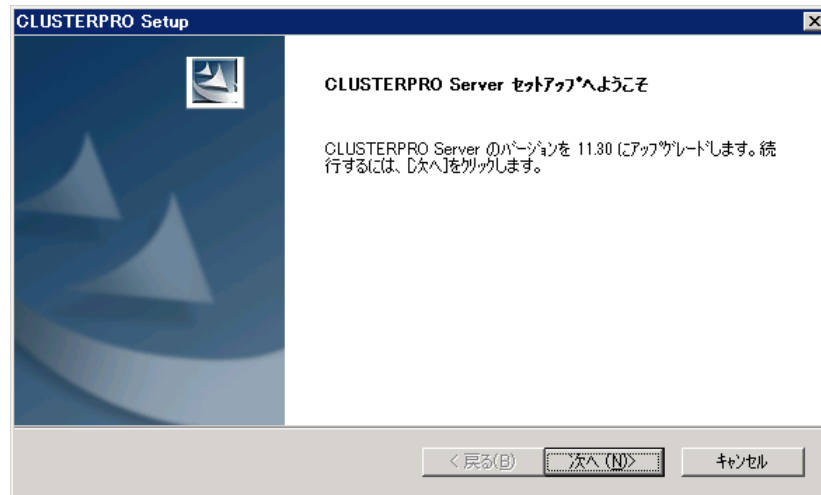 CLUSTERPRO Setup
CLUSTERPRO Server セットアップへようこそ
CLUSTERPRO Server のバージョンを 11.30 にアップグレードします。続
行するには、[次へ]をクリックします。
< 戻る(B)
次へ (N)>
キャンセル